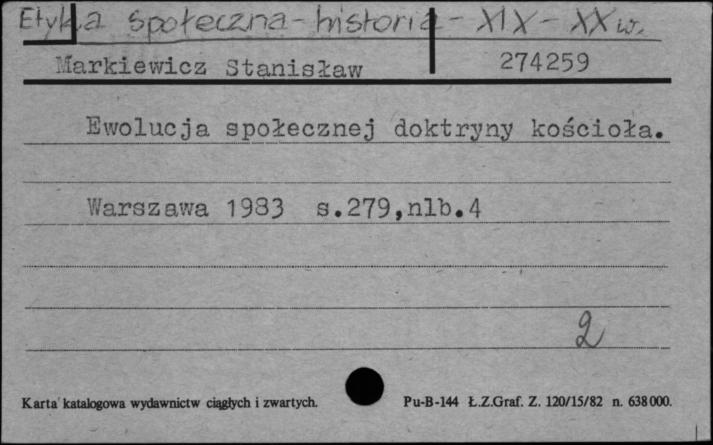 Etyka społeczna - historia - XIX - XX w.
Markiewicz Stanisław 274259
Ewolucja społecznej doktryny kościoła.
Warszawa 1983 s.279,nlb.4
2
Karta katalogowa wydawnictw ciągłych i zwartych. Pu-B-144 Ł.Z.Graf. Z. 120/15/82 n. 638000.